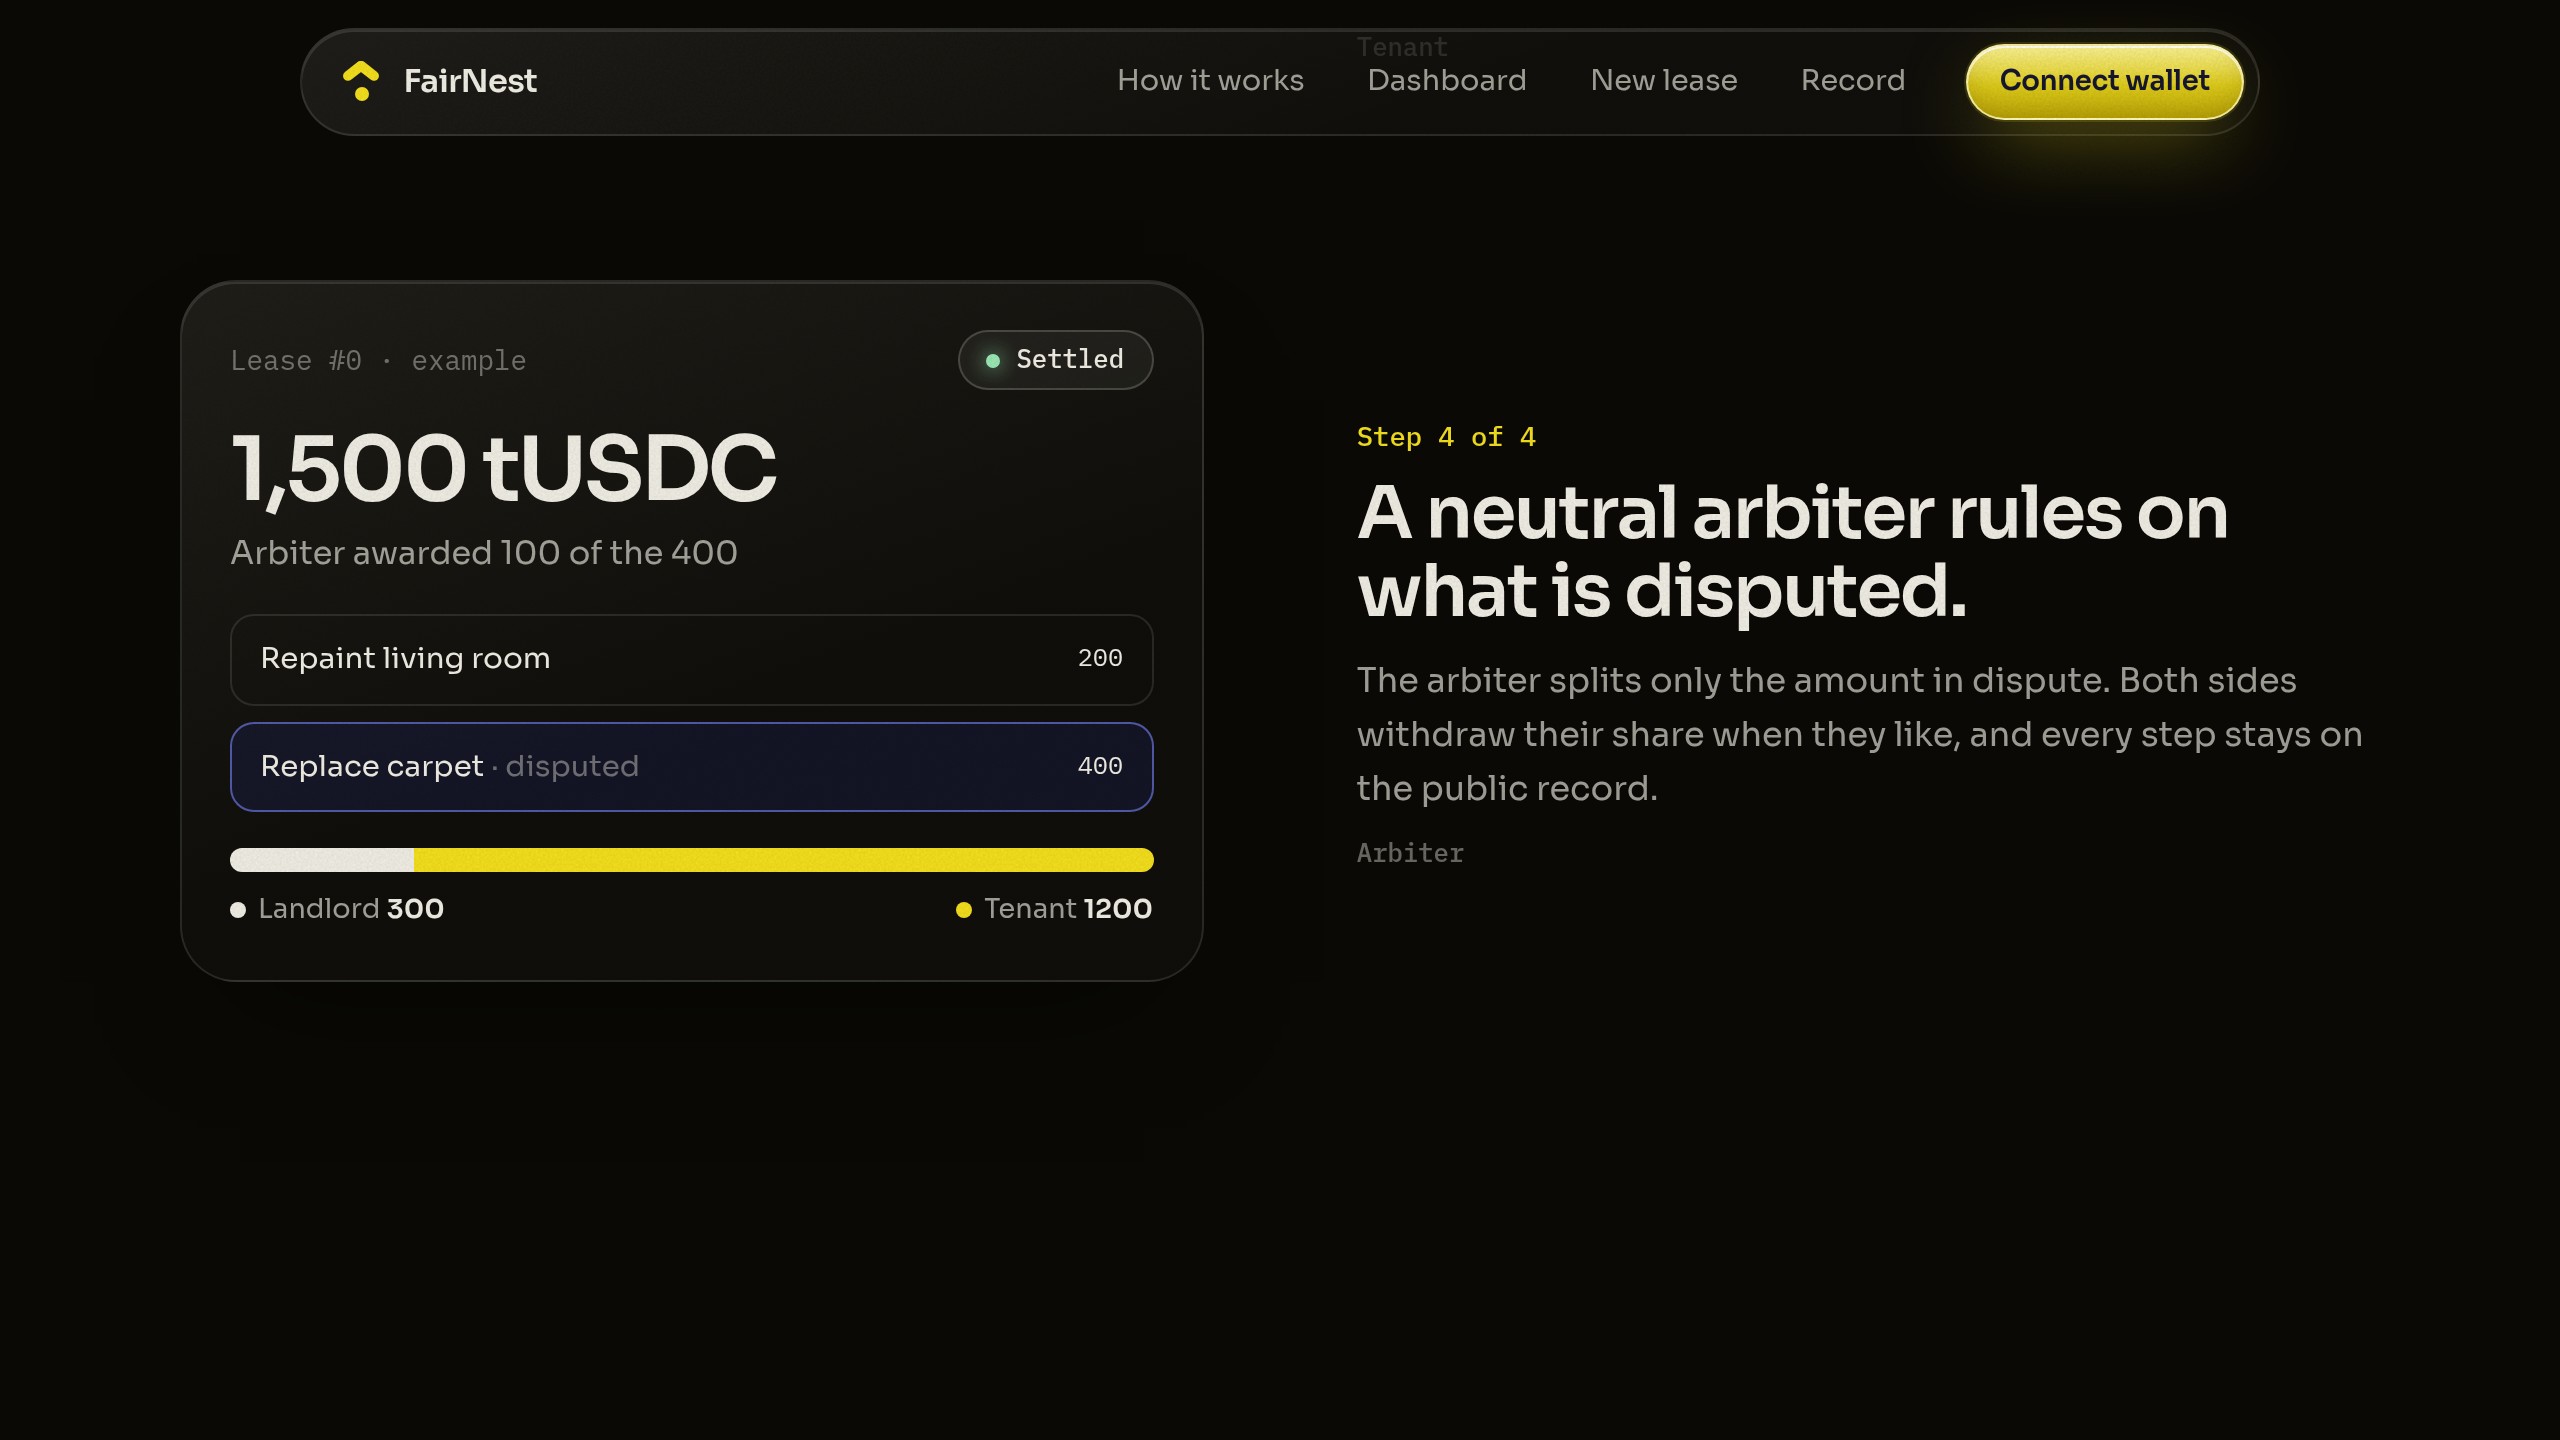 Tenant
FairNest
How it works
Dashboard
New lease
Record
Connect wallet
Lease #0 · example
Settled
1,500 tUSDC
Arbiter awarded 100 of the 400
Repaint living room
200
Replace carpet · disputed
400
Landlord 300
Tenant 1200
Step 4 of 4
A neutral arbiter rules on
what is disputed.
The arbiter splits only the amount in dispute. Both sides
withdraw their share when they like, and every step stays on
the public record.
Arbiter